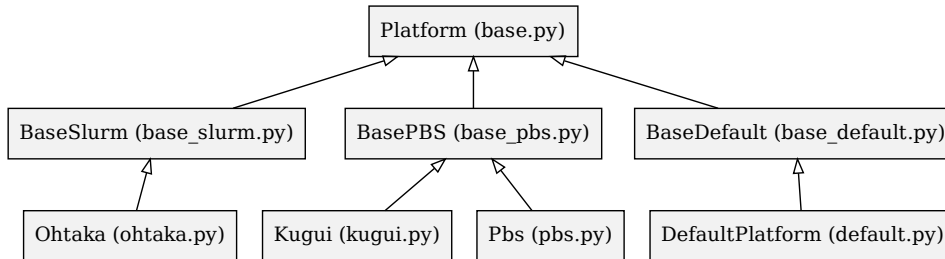 Platform (base.py)
BaseSlurm (base_slurm.py)
BasePBS (base_pbs.py)
BaseDefault (base_default.py)
Ohtaka (ohtaka.py)
Kugui (kugui.py)
Pbs (pbs.py)
DefaultPlatform (default.py)